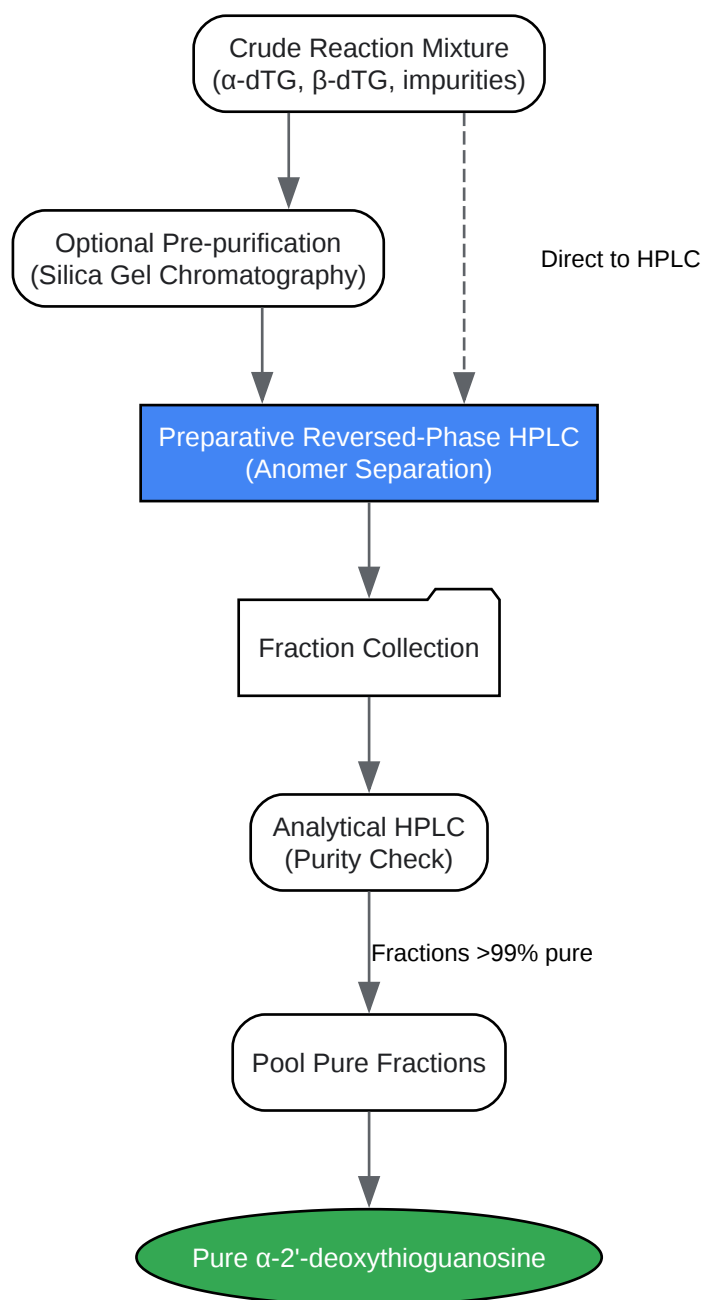 Crude Reaction Mixture
(α-dTG, β-dTG, impurities)
Optional Pre-purification
(Silica Gel Chromatography)
Direct to HPLC
Preparative Reversed-Phase HPLC
(Anomer Separation)
Fraction Collection
Analytical HPLC
(Purity Check)
Fractions >99% pure
Pool Pure Fractions
Pure α-2'-deoxythioguanosine